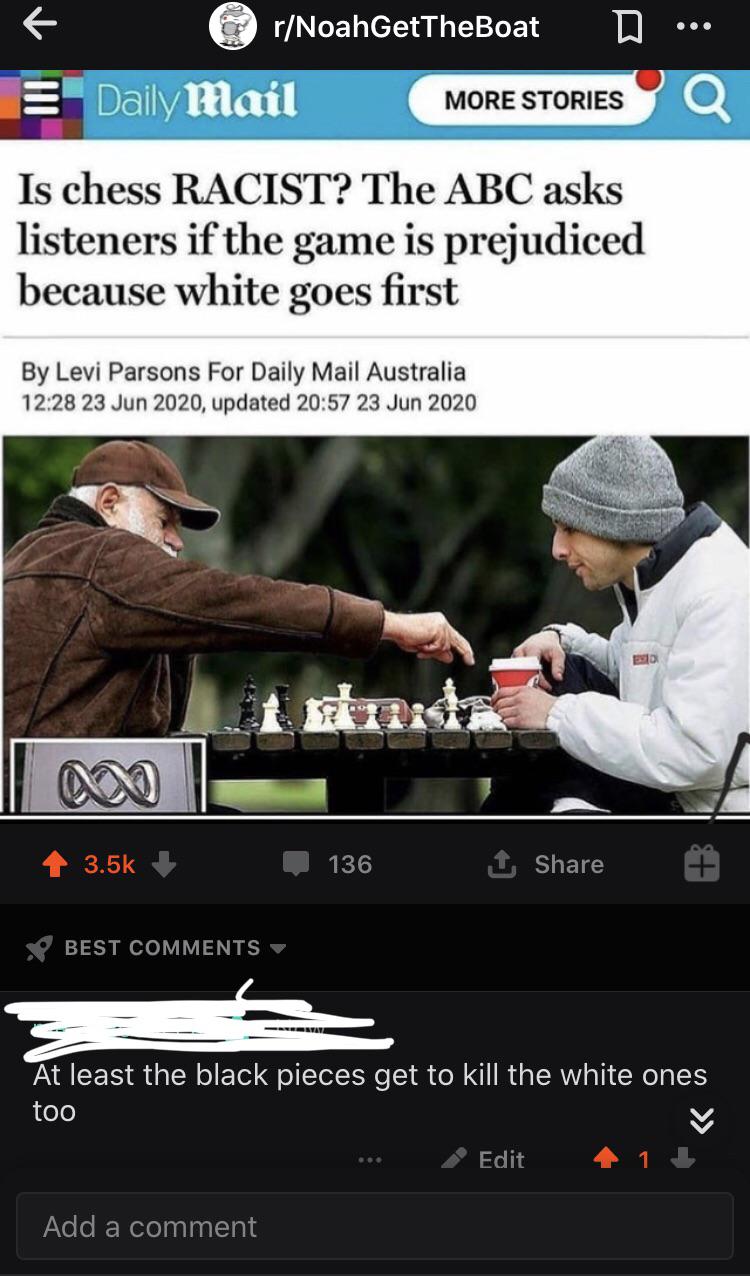 r/NoahGetTheBoat
Daily Mail
MORE STORIES
Is chess RACIST? The ABC asks
listeners if the game is prejudiced
because white goes first
By Levi Parsons For Daily Mail Australia
12:28 23 Jun 2020, updated 20:57 23 Jun 2020
3.5k
136
Share
BEST COMMENTS
At least the black pieces get to kill the white ones
too
... Edit 1
Add a comment